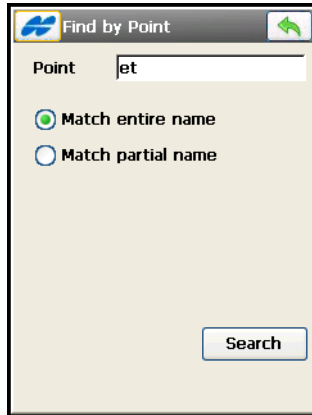 Find by Point
Point et
Match entire name
Match partial name
Search